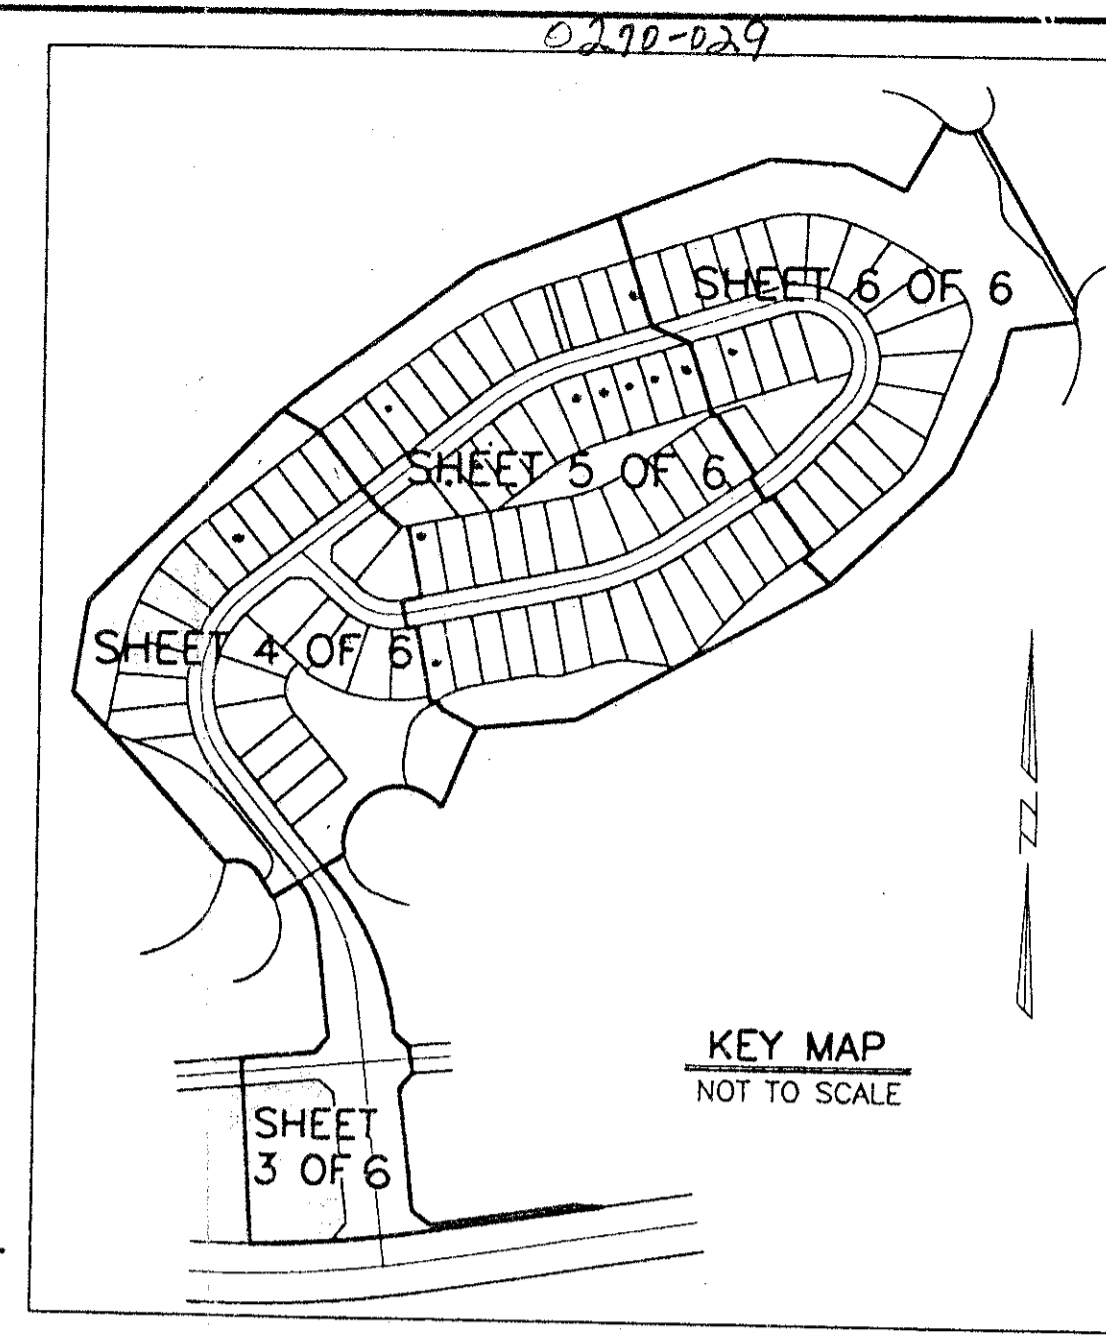 0270-029
SHEET 6 OF 6
SHEET 5 OF 6
SHEET 4 OF 6
N
KEY MAP
NOT TO SCALE
SHEET
3 OF 6